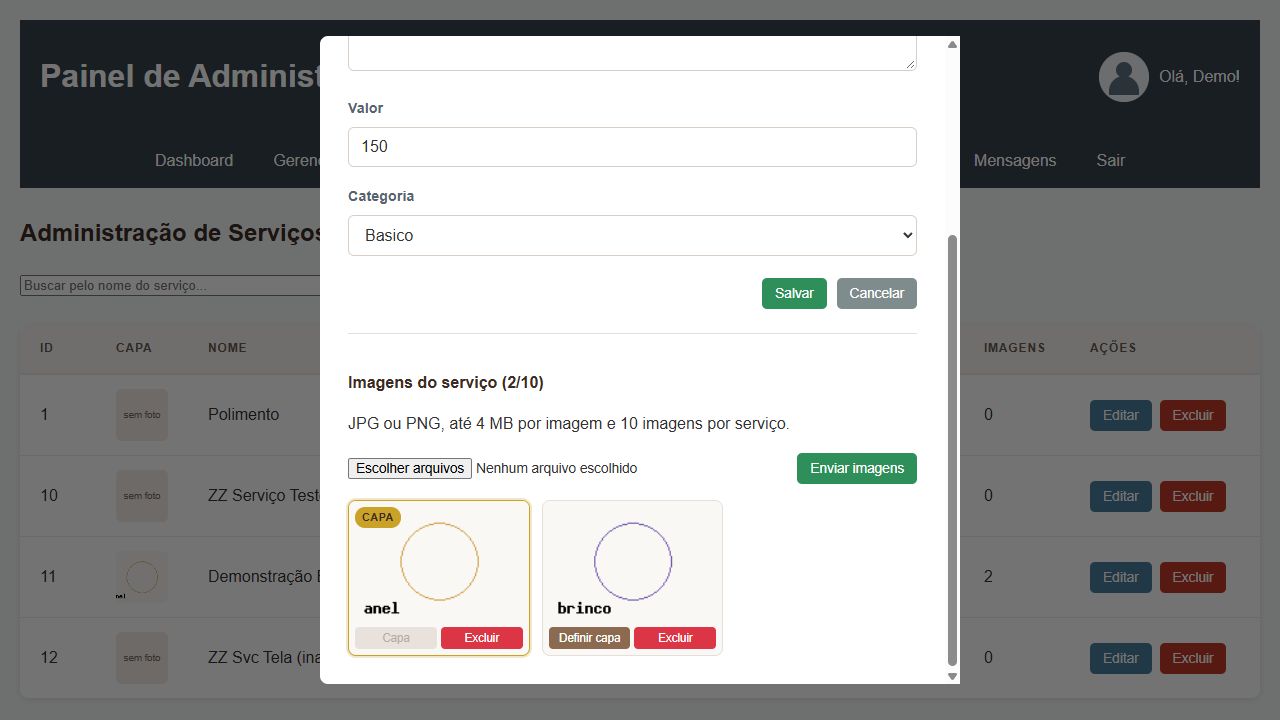 Painel de Administ
Olá, Demo!
Dashboard
Geren
Mensagens
Sair
Administração de Serviços
Buscar pelo nome do serviço...
Valor
150
Categoria
Basico
Salvar
Cancelar
Imagens do serviço (2/10)
JPG ou PNG, até 4 MB por imagem e 10 imagens por serviço.
Escolher arquivos Nenhum arquivo escolhido
Enviar imagens
CAPA
anel
Capa
Excluir
brinco
Definir capa
Excluir
ID CAPA NOME IMAGENS AÇÕES
1 sem foto Polimento 0 Editar Excluir
10 sem foto ZZ Serviço Test 0 Editar Excluir
11 Demonstração 2 Editar Excluir
12 sem foto ZZ Svc Tela (ina 0 Editar Excluir